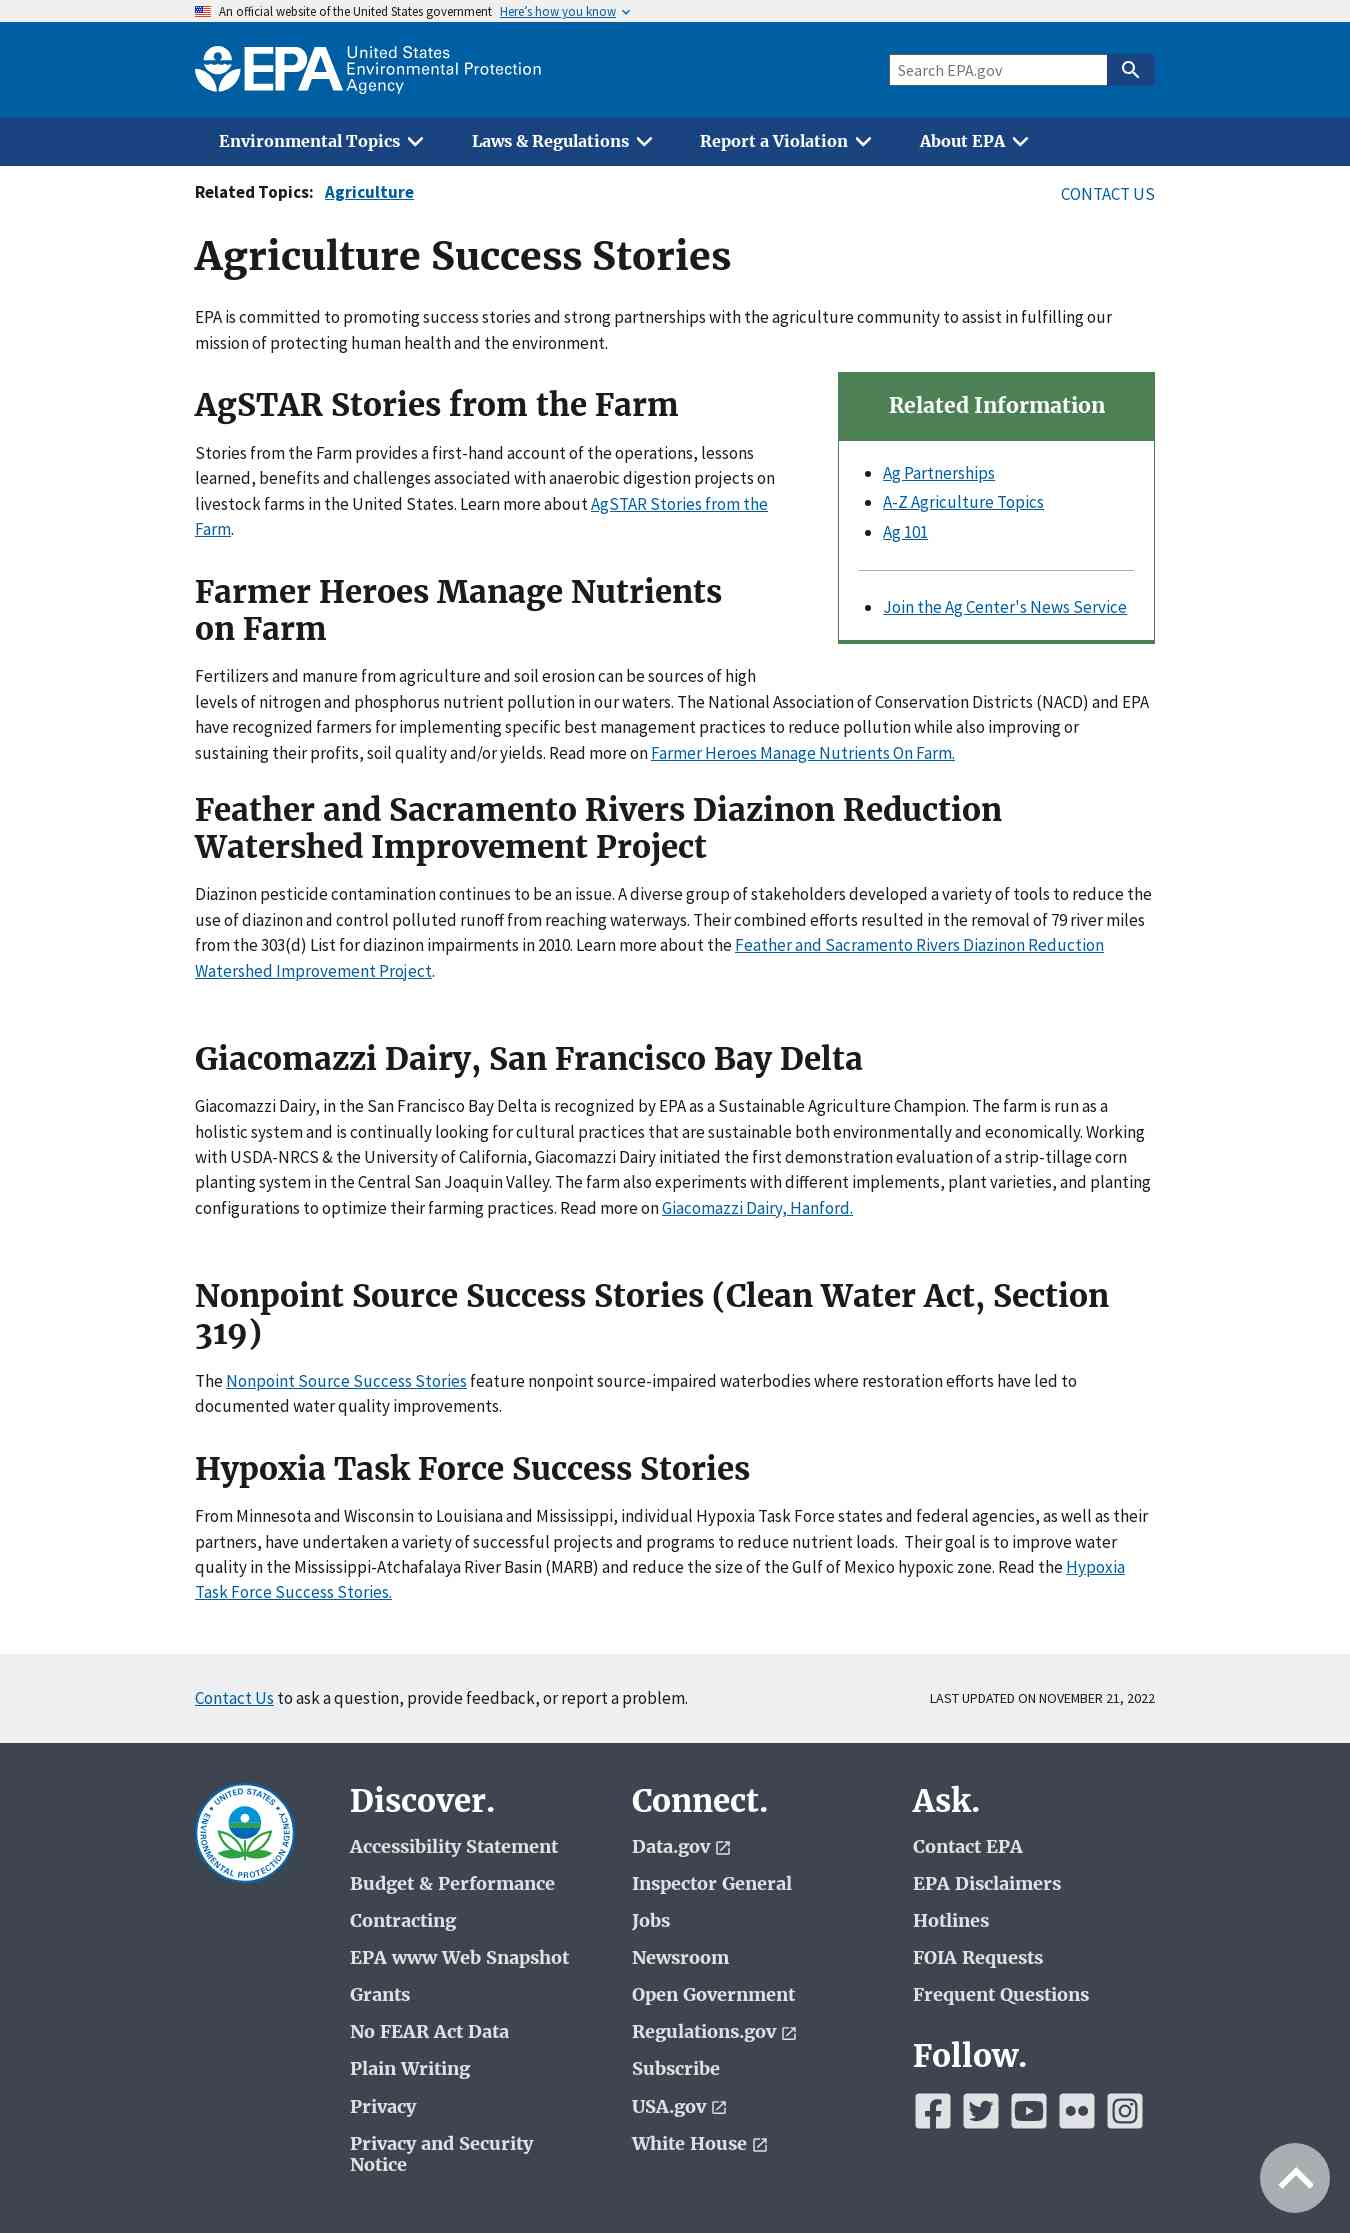 An official website of the United States government Here's how you know
EPA United States
Environmental Protection
Agency
Search EPA.gov
Environmental Topics Laws & Regulations Report a Violation About EPA
Related Topics: Agriculture
CONTACT US
Agriculture Success Stories
EPA is committed to promoting success stories and strong partnerships with the agriculture community to assist in fulfilling our
mission of protecting human health and the environment.
AgSTAR Stories from the Farm
Stories from the Farm provides a first-hand account of the operations, lessons
learned, benefits and challenges associated with anaerobic digestion projects on
livestock farms in the United States. Learn more about AgSTAR Stories from the
Farm.
Related Information
Ag Partnerships
A-Z Agriculture Topics
Ag 101
Join the Ag Center's News Service
Farmer Heroes Manage Nutrients
on Farm
Fertilizers and manure from agriculture and soil erosion can be sources of high
levels of nitrogen and phosphorus nutrient pollution in our waters. The National Association of Conservation Districts (NACD) and EPA
have recognized farmers for implementing specific best management practices to reduce pollution while also improving or
sustaining their profits, soil quality and/or yields. Read more on Farmer Heroes Manage Nutrients On Farm.
Feather and Sacramento Rivers Diazinon Reduction
Watershed Improvement Project
Diazinon pesticide contamination continues to be an issue. A diverse group of stakeholders developed a variety of tools to reduce the
use of diazinon and control polluted runoff from reaching waterways. Their combined efforts resulted in the removal of 79 river miles
from the 303(d) List for diazinon impairments in 2010. Learn more about the Feather and Sacramento Rivers Diazinon Reduction
Watershed Improvement Project.
Giacomazzi Dairy, San Francisco Bay Delta
Giacomazzi Dairy, in the San Francisco Bay Delta is recognized by EPA as a Sustainable Agriculture Champion. The farm is run as a
holistic system and is continually looking for cultural practices that are sustainable both environmentally and economically. Working
with USDA-NRCS & the University of California, Giacomazzi Dairy initiated the first demonstration evaluation of a strip-tillage corn
planting system in the Central San Joaquin Valley. The farm also experiments with different implements, plant varieties, and planting
configurations to optimize their farming practices. Read more on Giacomazzi Dairy, Hanford.
Nonpoint Source Success Stories (Clean Water Act, Section
319)
The Nonpoint Source Success Stories feature nonpoint source-impaired waterbodies where restoration efforts have led to
documented water quality improvements.
Hypoxia Task Force Success Stories
From Minnesota and Wisconsin to Louisiana and Mississippi, individual Hypoxia Task Force states and federal agencies, as well as their
partners, have undertaken a variety of successful projects and programs to reduce nutrient loads. Their goal is to improve water
quality in the Mississippi-Atchafalaya River Basin (MARB) and reduce the size of the Gulf of Mexico hypoxic zone. Read the Hypoxia
Task Force Success Stories.
Contact Us to ask a question, provide feedback, or report a problem.
LAST UPDATED ON NOVEMBER 21, 2022
UNITED STATES
ENVIRONMENTAL PROTECTION AGENCY
Discover.
Accessibility Statement
Budget & Performance
Contracting
EPA www Web Snapshot
Grants
No FEAR Act Data
Plain Writing
Privacy
Privacy and Security
Notice
Connect.
Data.gov
Inspector General
Jobs
Newsroom
Open Government
Regulations.gov
Subscribe
USA.gov
White House
Ask.
Contact EPA
EPA Disclaimers
Hotlines
FOIA Requests
Frequent Questions
Follow.